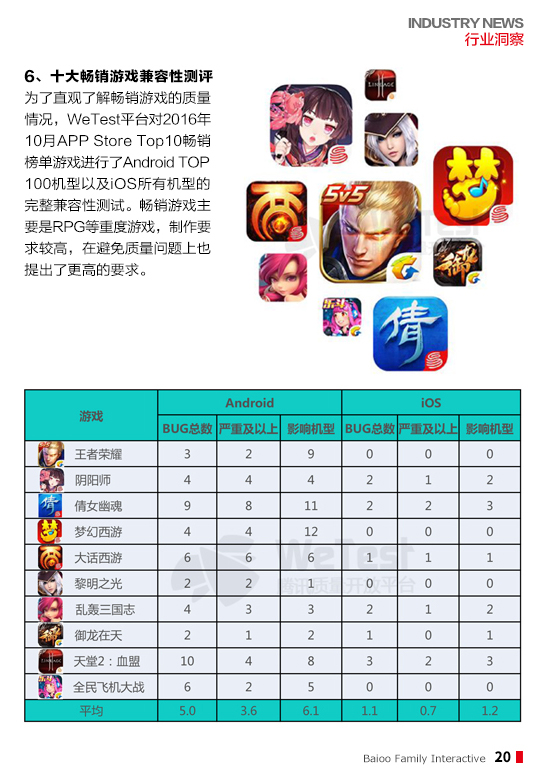 INDUSTRY NEWS
行业洞察
6、十大畅销游戏兼容性测评
为了直观了解畅销游戏的质量
情况，WeTest平台对2016年
10月APP Store Top10畅销
榜单游戏进行了Android TOP
100机型以及iOS所有机型的
完整兼容性测试。畅销游戏主
要是RPG等重度游戏，制作要
求较高，在避免质量问题上也
提出了更高的要求。
LINEAGE
5v5
梦
西
御龙
乐斗
倩
WeTest
游戏 Android iOS
BUG总数 严重及以上 影响机型 BUG总数 严重及以上 影响机型
王者荣耀 3 2 9 0 0 0
阴阳师 4 4 4 2 1 2
倩女幽魂 9 8 11 2 2 3
梦幻西游 4 4 12 0 0 0
大话西游 6 6 6 1 1 1
黎明之光 2 2 1 0 0 0
乱轰三国志 4 3 3 2 1 2
御龙在天 2 1 2 1 0 1
天堂2：血盟 10 4 8 3 2 3
全民飞机大战 6 2 5 0 0 0
平均 5.0 3.6 6.1 1.1 0.7 1.2
WeTest
腾讯质量开放平台
Baioo Family Interactive 20